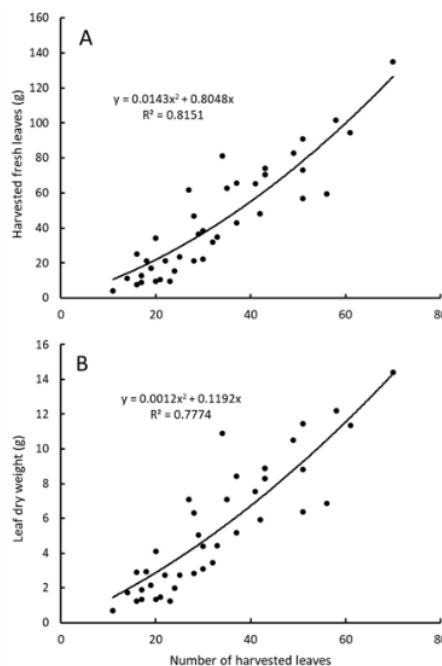 A
y = 0.0143x² + 0.8048x
R² = 0.8151
Harvested fresh leaves (g)
160
140
120
100
80
60
40
20
0
0 20 40 60 80
B
y = 0.0012x² + 0.1192x
R² = 0.7774
Leaf dry weight (g)
16
14
12
10
8
6
4
2
0
0 20 40 60 80
Number of harvested leaves